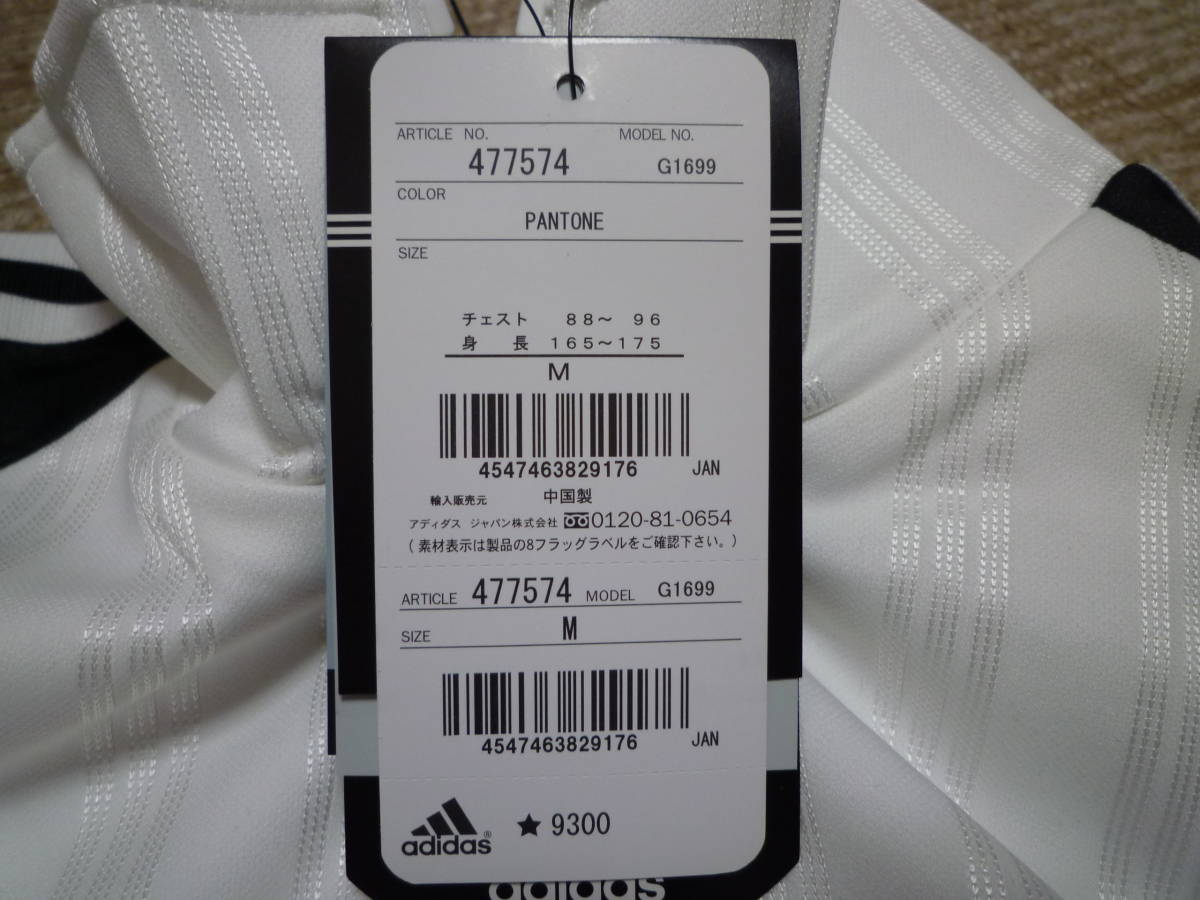 ARTICLE NO. MODEL NO.
477574 G1699
COLOR
PANTONE
SIZE
チェスト 88～ 96
身 長 165～175
M
4547463829176 JAN
輸入販売元 中国製
アディダス ジャパン株式会社 0120-81-0654
(素材表示は製品の8フラッグラベルをご確認下さい。)
ARTICLE 477574 MODEL G1699
SIZE M
4547463829176 JAN
adidas® ★9300
adidas